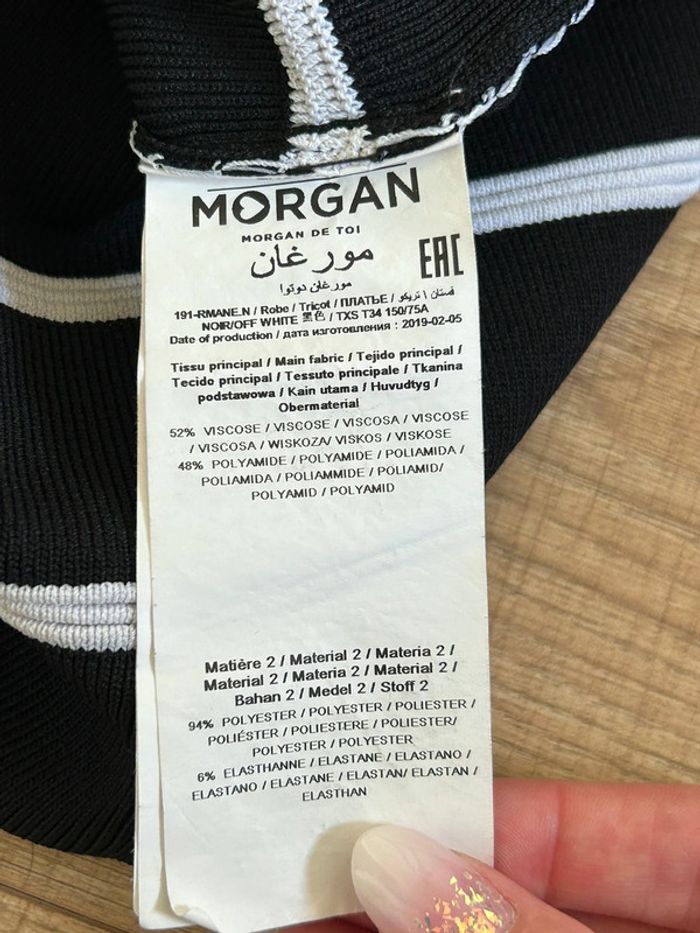 MORGAN
MORGAN DE TOI
مورغان
EAC
مورغان دوتوا
191-RMANE.N / Robe / Tricot / ПЛАТЬЕ / فستان \ تريكو /
NOIR/OFF WHITE 黑色 / TXS T34 150/75A
Date of production / дата изготовления : 2019-02-05
Tissu principal / Main fabric / Tejido principal /
Tecido principal / Tessuto principale / Tkanina
podstawowa / Kain utama / Huvudtyg /
Obermaterial
52% VISCOSE / VISCOSE / VISCOSA / VISCOSE
/ VISCOSA / WISKOZA/ VISKOS / VISKOSE
48% POLYAMIDE / POLYAMIDE / POLIAMIDA /
POLIAMIDA / POLIAMMIDE / POLIAMID/
POLYAMID / POLYAMID
Matière 2 / Material 2 / Materia 2 /
Material 2 / Materia 2 / Material 2 /
Bahan 2 / Medel 2 / Stoff 2
94% POLYESTER / POLYESTER / POLIESTER /
POLIÉSTER / POLIESTERE / POLIESTER/
POLYESTER / POLYESTER
6% ELASTHANNE / ELASTANE / ELASTANO /
ELASTANO / ELASTANE / ELASTAN/ ELASTAN /
ELASTHAN